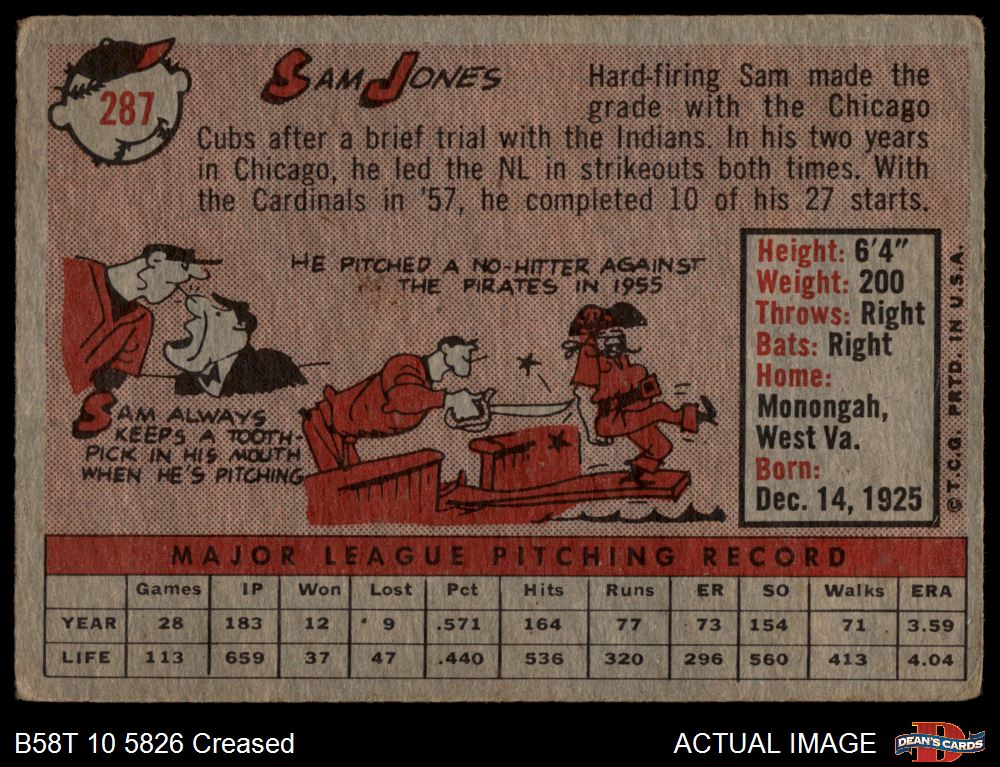 287
SAM JONES
Hard-firing Sam made the
grade with the Chicago
Cubs after a brief trial with the Indians. In his two years
in Chicago, he led the NL in strikeouts both times. With
the Cardinals in '57, he completed 10 of his 27 starts.
HE PITCHED A NO-HITTER AGAINST
THE PIRATES IN 1955
SAM ALWAYS
KEEPS A TOOTH-
PICK IN HIS MOUTH
WHEN HE'S PITCHING
Height: 6'4"
Weight: 200
Throws: Right
Bats: Right
Home:
Monongah,
West Va.
Born:
Dec. 14, 1925
© T.C.G. PRTD. IN U.S.A.
MAJOR LEAGUE PITCHING RECORD
Games IP Won Lost Pct Hits Runs ER SO Walks ERA
YEAR 28 183 12 9 .571 164 77 73 154 71 3.59
LIFE 113 659 37 47 .440 536 320 296 560 413 4.04
B58T 10 5826 Creased
ACTUAL IMAGE
D
DEAN'S CARDS